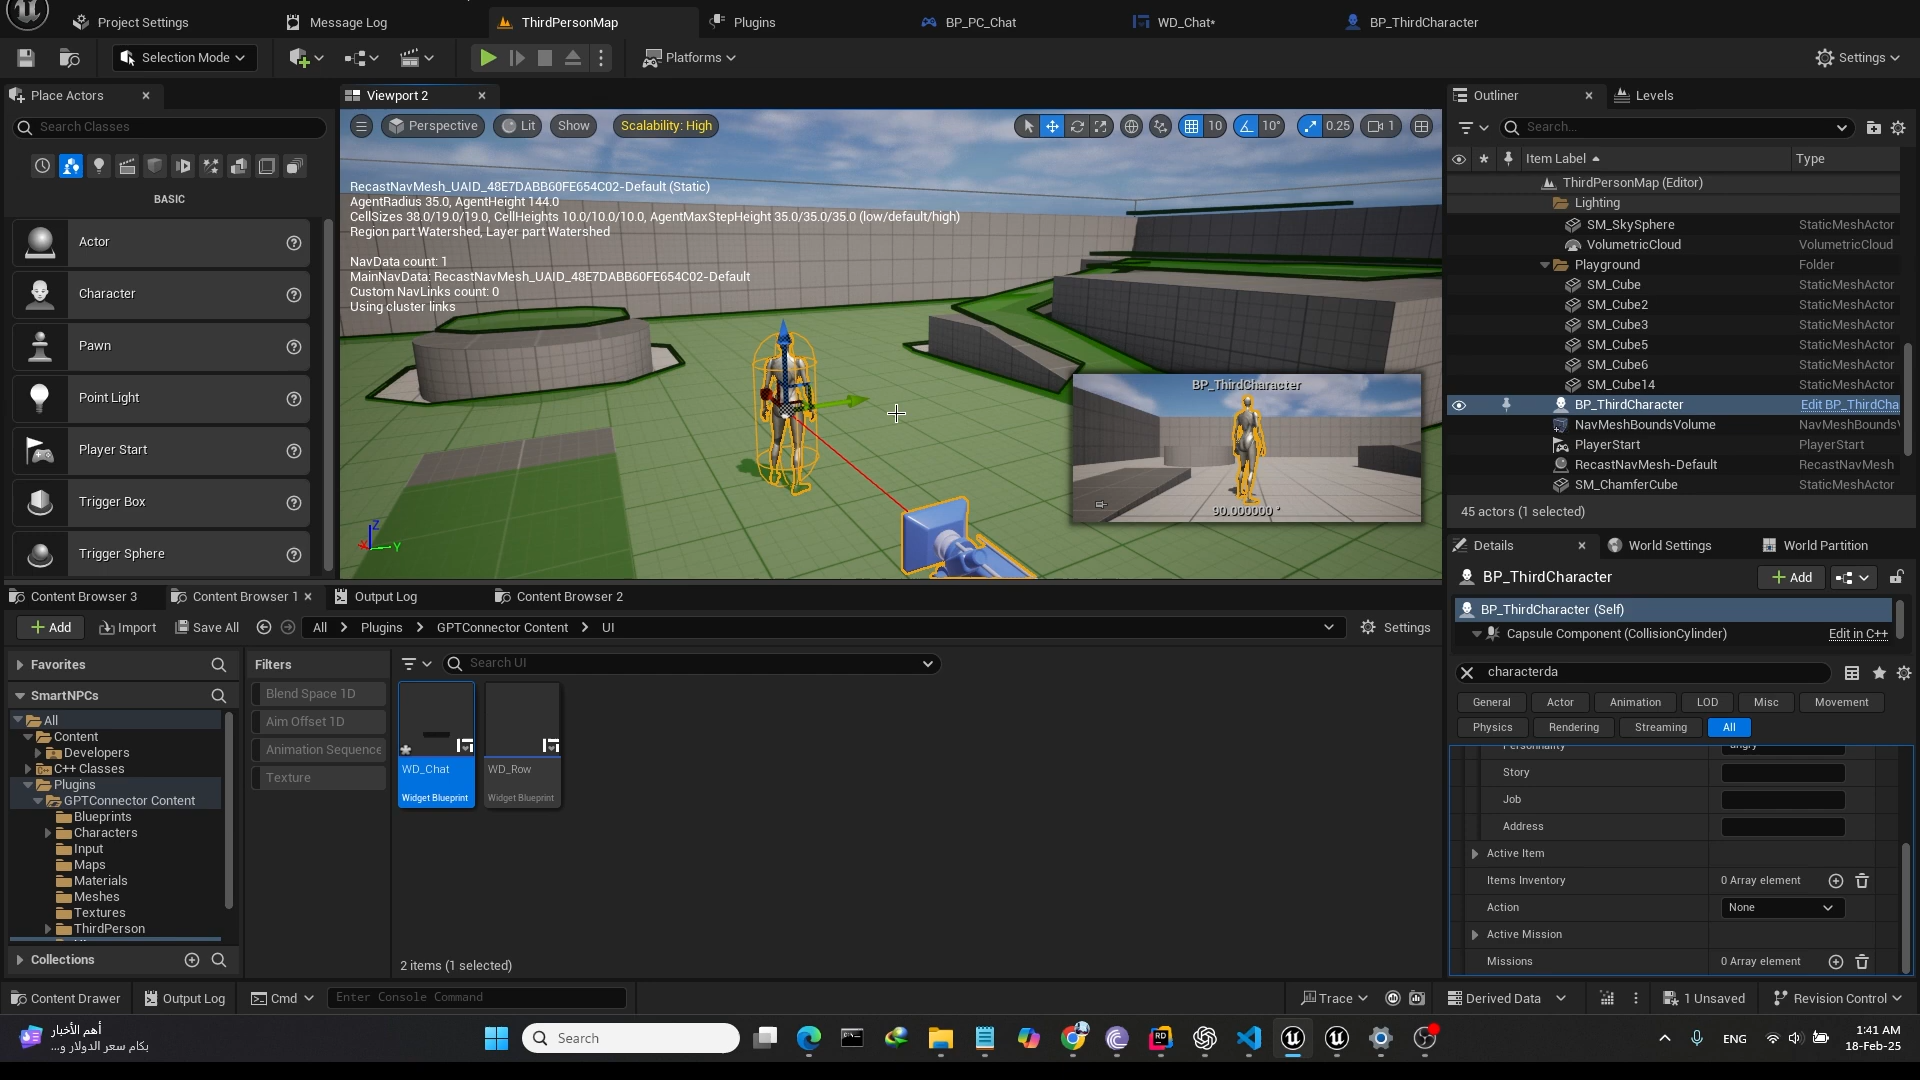 Project Settings
Message Log
ThirdPersonMap
Plugins
BP_PC_Chat
WD_Chat*
BP_ThirdCharacter
Selection Mode
Platforms
Settings
Place Actors
Search Classes
BASIC
Actor
Character
Pawn
Point Light
Player Start
Trigger Box
Trigger Sphere
Viewport 2
Perspective
Lit
Show
Scalability: High
10
10°
0.25
1
RecastNavMesh_UAID_48E7DABB60FE654C02-Default (Static)
AgentRadius 35.0, AgentHeight 144.0
CellSizes 38.0/19.0/19.0, CellHeights 10.0/10.0/10.0, AgentMaxStepHeight 35.0/35.0/35.0 (low/default/high)
Region part Watershed, Layer part Watershed
NavData count: 1
MainNavData: RecastNavMesh_UAID_48E7DABB60FE654C02-Default
Custom NavLinks count: 0
Using cluster links
BP_ThirdCharacter
90.000000 °
Z
X
Y
Outliner
Levels
Search...
Item Label
Type
ThirdPersonMap (Editor)
Lighting
SM_SkySphere StaticMeshActor
VolumetricCloud VolumetricCloud
Playground Folder
SM_Cube StaticMeshActor
SM_Cube2 StaticMeshActor
SM_Cube3 StaticMeshActor
SM_Cube5 StaticMeshActor
SM_Cube6 StaticMeshActor
SM_Cube14 StaticMeshActor
BP_ThirdCharacter Edit BP_ThirdCha
NavMeshBoundsVolume NavMeshBoundsV
PlayerStart PlayerStart
RecastNavMesh-Default RecastNavMesh
SM_ChamferCube StaticMeshActor
45 actors (1 selected)
Details
World Settings
World Partition
BP_ThirdCharacter
Add
BP_ThirdCharacter (Self)
Capsule Component (CollisionCylinder) Edit in C++
characterda
General
Actor
Animation
LOD
Misc
Movement
Physics
Rendering
Streaming
All
angry
Story
Job
Address
Active Item
Items Inventory 0 Array element
Action None
Active Mission
Missions 0 Array element
Content Browser 3
Content Browser 1
Output Log
Content Browser 2
Add
Import
Save All
All
Plugins
GPTConnector Content
UI
Settings
Favorites
SmartNPCs
All
Content
Developers
C++ Classes
Plugins
GPTConnector Content
Blueprints
Characters
Input
Maps
Materials
Meshes
Textures
ThirdPerson
Collections
Filters
Blend Space 1D
Aim Offset 1D
Animation Sequence
Texture
Search UI
WD_Chat
Widget Blueprint
WD_Row
Widget Blueprint
2 items (1 selected)
Content Drawer
Output Log
Cmd
Enter Console Command
Trace
Derived Data
1 Unsaved
Revision Control
أهم الأخبار
بكام سعر الدولار و...
Search
RD
ENG
1:41 AM
18-Feb-25